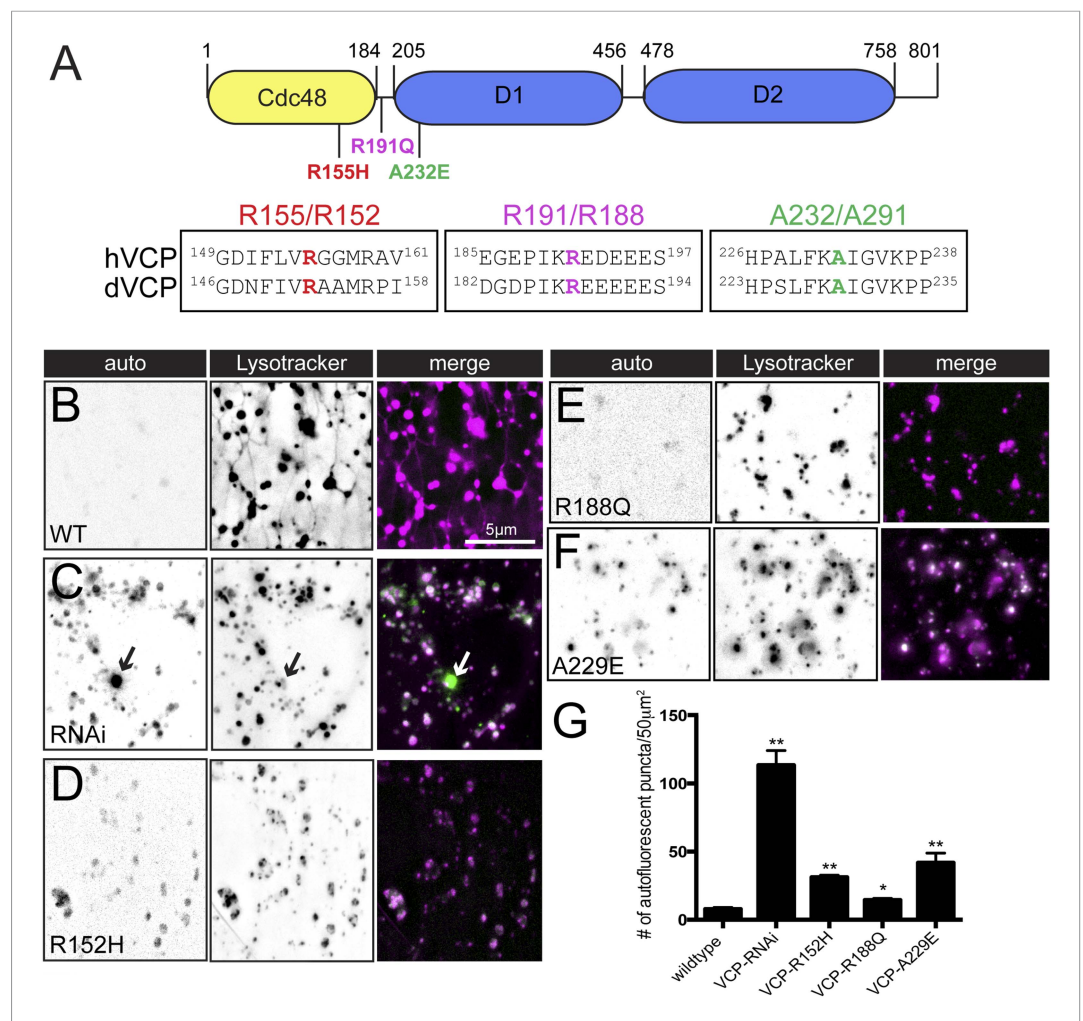 A
1 184 205 456 478 758 801
Cdc48 D1 D2
R191Q
R155H A232E
R155/R152 R191/R188 A232/A291
hVCP 149GDIFLVRGGMRAV161 185EGEPIKREDEEES197 226HPALFKAIGVKPP238
dVCP 146GDNFIVRAAMRPI158 182DGDPIKREEEEES194 223HPSLFKAIGVKPP235
auto Lysotracker merge
B
WT
5µm
C
RNAi
D
R152H
auto Lysotracker merge
E
R188Q
F
A229E
G
# of autofluorescent puncta/50µm2
150
100
50
0
**
**
*
**
wildtype
VCP-RNAi
VCP-R152H
VCP-R188Q
VCP-A229E